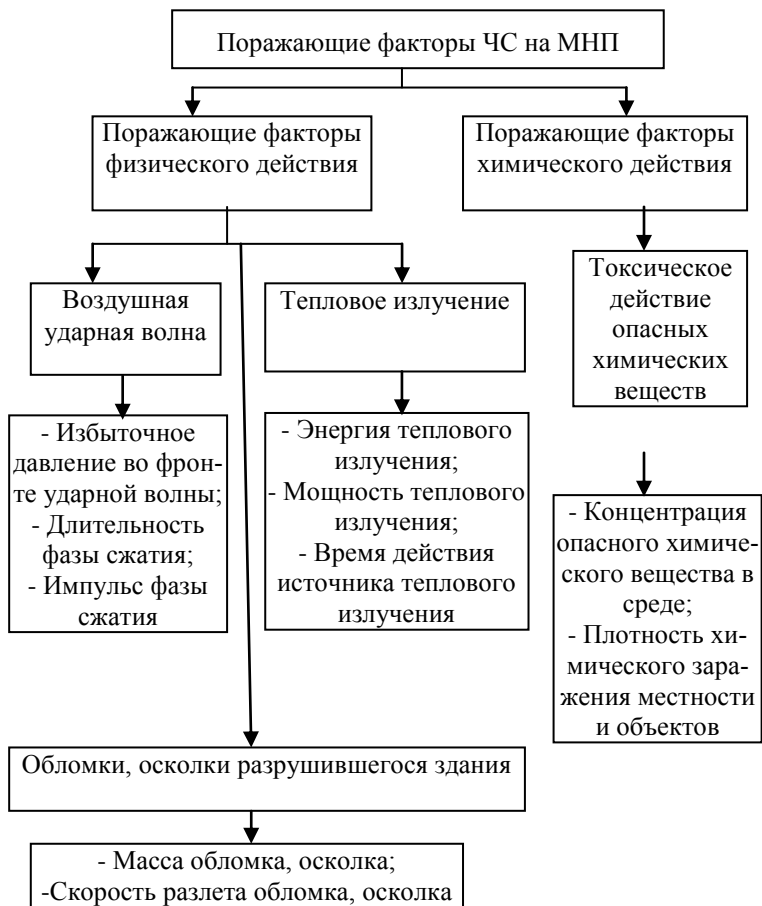 Поражающие факторы ЧС на МНП
Поражающие факторы
физического действия
Поражающие факторы
химического действия
Воздушная
ударная волна
Тепловое излучение
Токсическое
действие
опасных
химических
веществ
- Избыточное
давление во фрон-
те ударной волны;
- Длительность
фазы сжатия;
- Импульс фазы
сжатия
- Энергия теплового
излучения;
- Мощность теплового
излучения;
- Время действия
источника теплового
излучения
- Концентрация
опасного химиче-
ского вещества в
среде;
- Плотность хи-
мического зара-
жения местности
и объектов
Обломки, осколки разрушившегося здания
- Масса обломка, осколка;
-Скорость разлета обломка, осколка